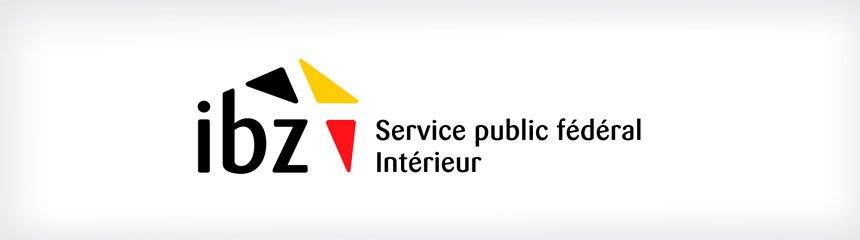 ibz
Service public fédéral
Intérieur